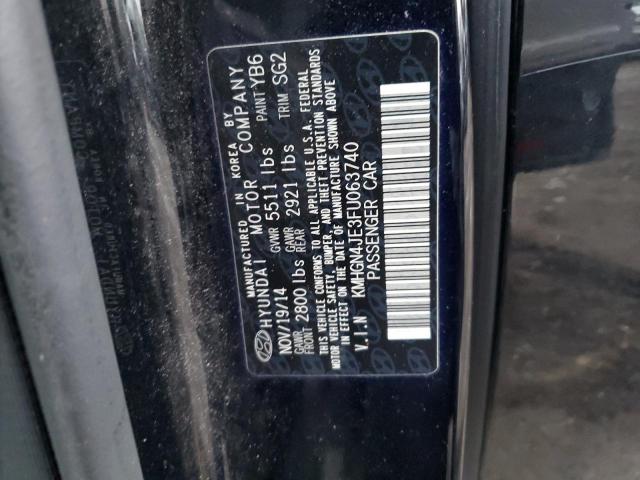 MANUFACTURED IN KOREA BY
HYUNDAI MOTOR COMPANY
NOV/19/14 GVWR 5511 lbs PAINT YB6
GAWR FRONT 2800 lbs GAWR REAR 2921 lbs TRIM SG2
THIS VEHICLE CONFORMS TO ALL APPLICABLE U.S.A. FEDERAL
MOTOR VEHICLE SAFETY, BUMPER, AND THEFT PREVENTION STANDARDS
IN EFFECT ON THE DATE OF MANUFACTURE SHOWN ABOVE
V.I.N KMHGN4JE3FU063740
PASSENGER CAR